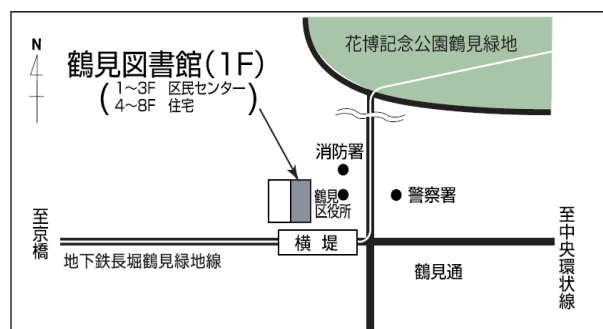 N
花博記念公園鶴見緑地
鶴見図書館(1F)
(1〜3F 区民センター
4〜8F 住宅)
消防署
鶴見
区役所
警察署
至京橋
横堤
至中央環状線
地下鉄長堀鶴見緑地線
鶴見通